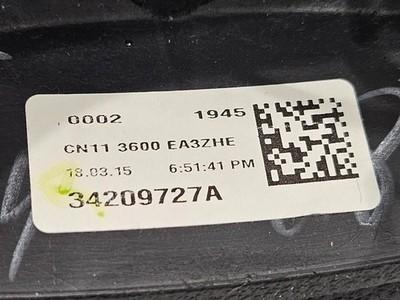 0002 1945
CN11 3600 EA3ZHE
18.03.15 6:51:41 PM
34209727A